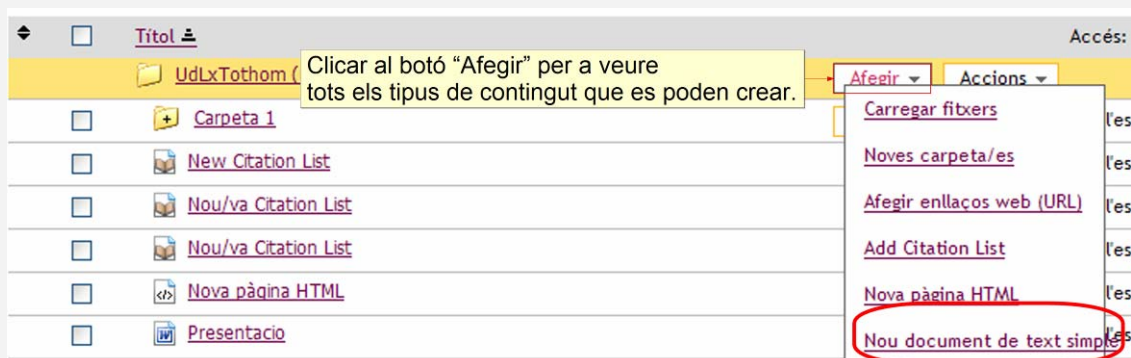 Títol
Accés:
UdLxTothom (
Clicar al botó “Afegir” per a veure
tots els tipus de contingut que es poden crear.
Afegir
Accions
Carpeta 1
Carregar fitxers
l'es
New Citation List
Noves carpeta/es
l'es
Nou/va Citation List
Afegir enllaços web (URL)
l'es
Nou/va Citation List
Add Citation List
l'es
Nova pàgina HTML
Nova pàgina HTML
l'es
Presentacio
Nou document de text simple